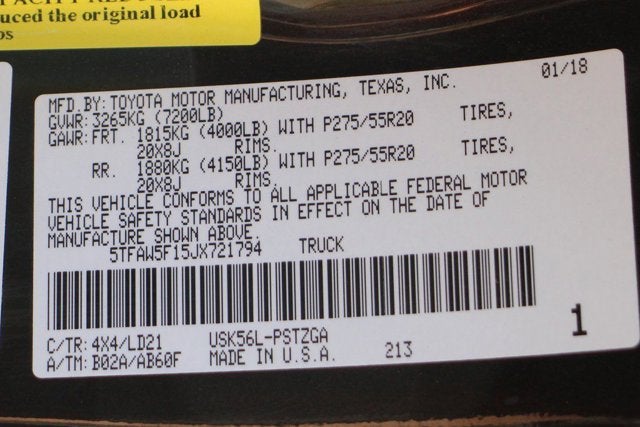 uced the original load
MFD.BY: TOYOTA MOTOR MANUFACTURING, TEXAS, INC. 01/18
GVWR: 3265KG (7200LB)
GAWR: FRT. 1815KG (4000LB) WITH P275/55R20 TIRES,
20X8J RIMS.
RR. 1880KG (4150LB) WITH P275/55R20 TIRES,
20X8J RIMS.
THIS VEHICLE CONFORMS TO ALL APPLICABLE FEDERAL MOTOR
VEHICLE SAFETY STANDARDS IN EFFECT ON THE DATE OF
MANUFACTURE SHOWN ABOVE.
5TFAW5F15JX721794 TRUCK
1
C/TR: 4X4/LD21 USK56L-PSTZGA
A/TM: B02A/AB60F MADE IN U.S.A. 213